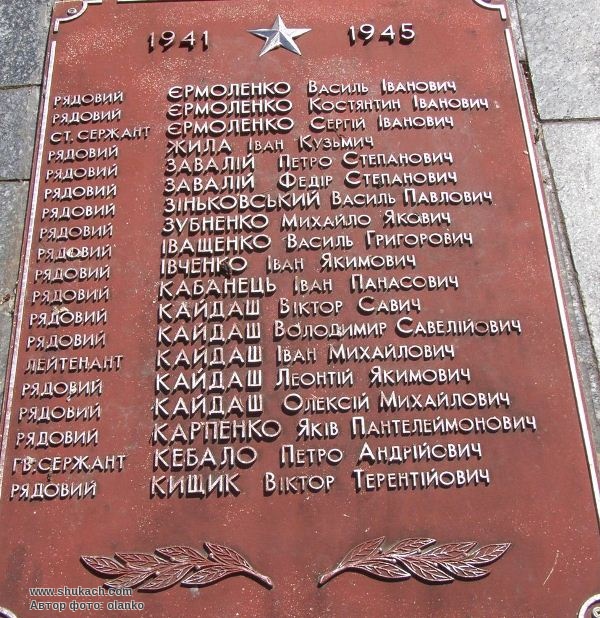 1941 1945
РЯДОВИЙ ЄРМОЛЕНКО ВАСИЛЬ ІВАНОВИЧ
РЯДОВИЙ ЄРМОЛЕНКО КОСТЯНТИН ІВАНОВИЧ
СТ. СЕРЖАНТ ЄРМОЛЕНКО СЕРГІЙ ІВАНОВИЧ
РЯДОВИЙ ЖИЛА ІВАН КУЗЬМИЧ
РЯДОВИЙ ЗАВАЛІЙ ПЕТРО СТЕПАНОВИЧ
РЯДОВИЙ ЗАВАЛІЙ ФЕДІР СТЕПАНОВИЧ
РЯДОВИЙ ЗІНЬКОВСЬКИЙ ВАСИЛЬ ПАВЛОВИЧ
РЯДОВИЙ ЗУБНЕНКО МИХАЙЛО ЯКОВИЧ
РЯДОВИЙ ІВАЩЕНКО ВАСИЛЬ ГРИГОРОВИЧ
РЯДОВИЙ ІВЧЕНКО ІВАН ЯКИМОВИЧ
РЯДОВИЙ КАБАНЕЦЬ ІВАН ПАНАСОВИЧ
РЯДОВИЙ КАЙДАШ ВІКТОР САВИЧ
РЯДОВИЙ КАЙДАШ ВОЛОДИМИР САВЕЛІЙОВИЧ
ЛЕЙТЕНАНТ КАЙДАШ ІВАН МИХАЙЛОВИЧ
РЯДОВИЙ КАЙДАШ ЛЕОНТІЙ ЯКИМОВИЧ
РЯДОВИЙ КАЙДАШ ОЛЕКСІЙ МИХАЙЛОВИЧ
РЯДОВИЙ КАРПЕНКО ЯКІВ ПАНТЕЛЕЙМОНОВИЧ
ГВ. СЕРЖАНТ КЕБАЛО ПЕТРО АНДРІЙОВИЧ
РЯДОВИЙ КИЩИК ВІКТОР ТЕРЕНТІЙОВИЧ
www.shukach.com
Автор фото: olanko